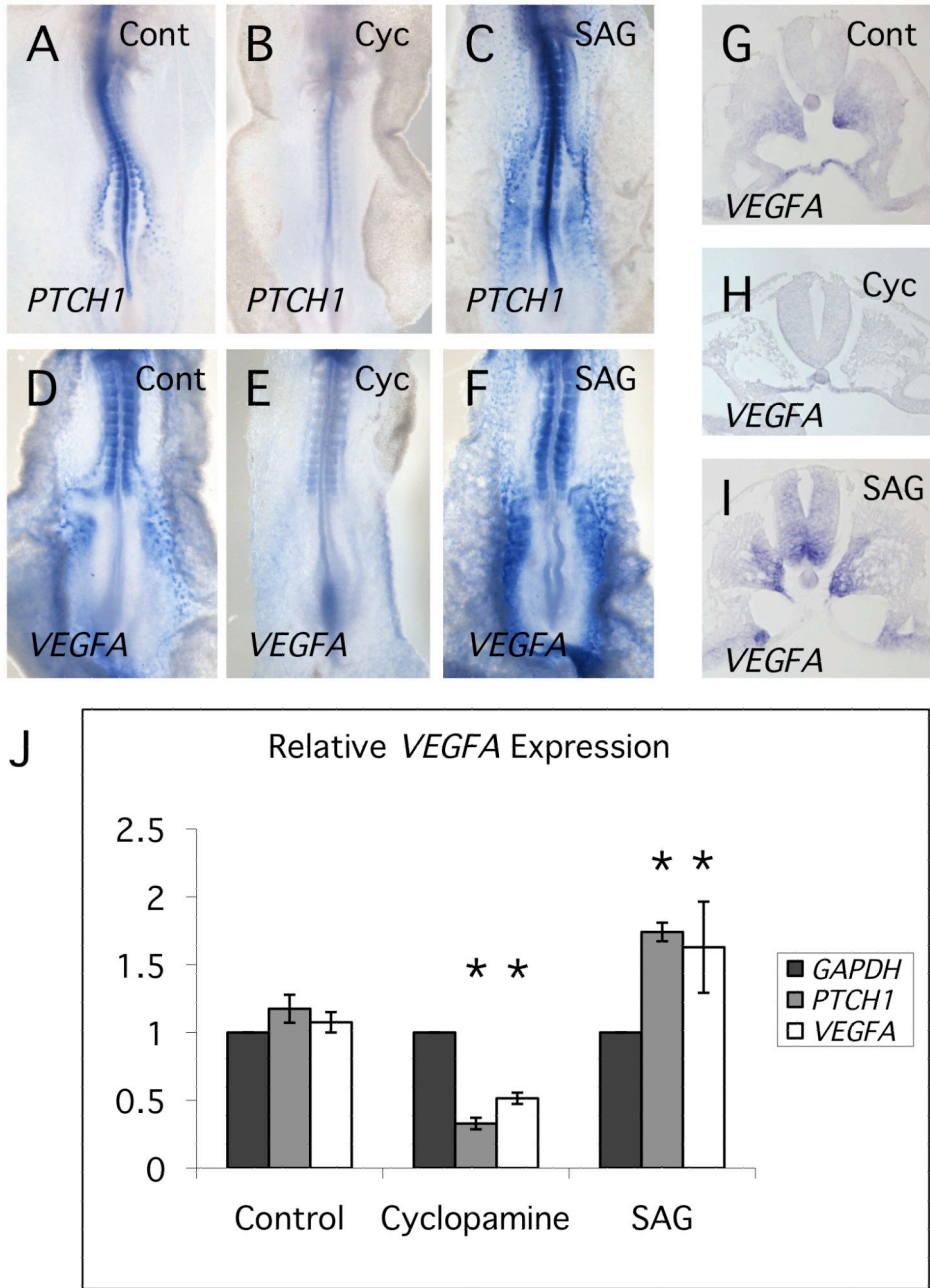 A Cont
PTCH1
B Cyc
PTCH1
C SAG
PTCH1
D Cont
VEGFA
E Cyc
VEGFA
F SAG
VEGFA
G Cont
VEGFA
H Cyc
VEGFA
I SAG
VEGFA
J
Relative VEGFA Expression
2.5
2
1.5
1
0.5
0
* *
* *
Control Cyclopamine SAG
GAPDH
PTCH1
VEGFA